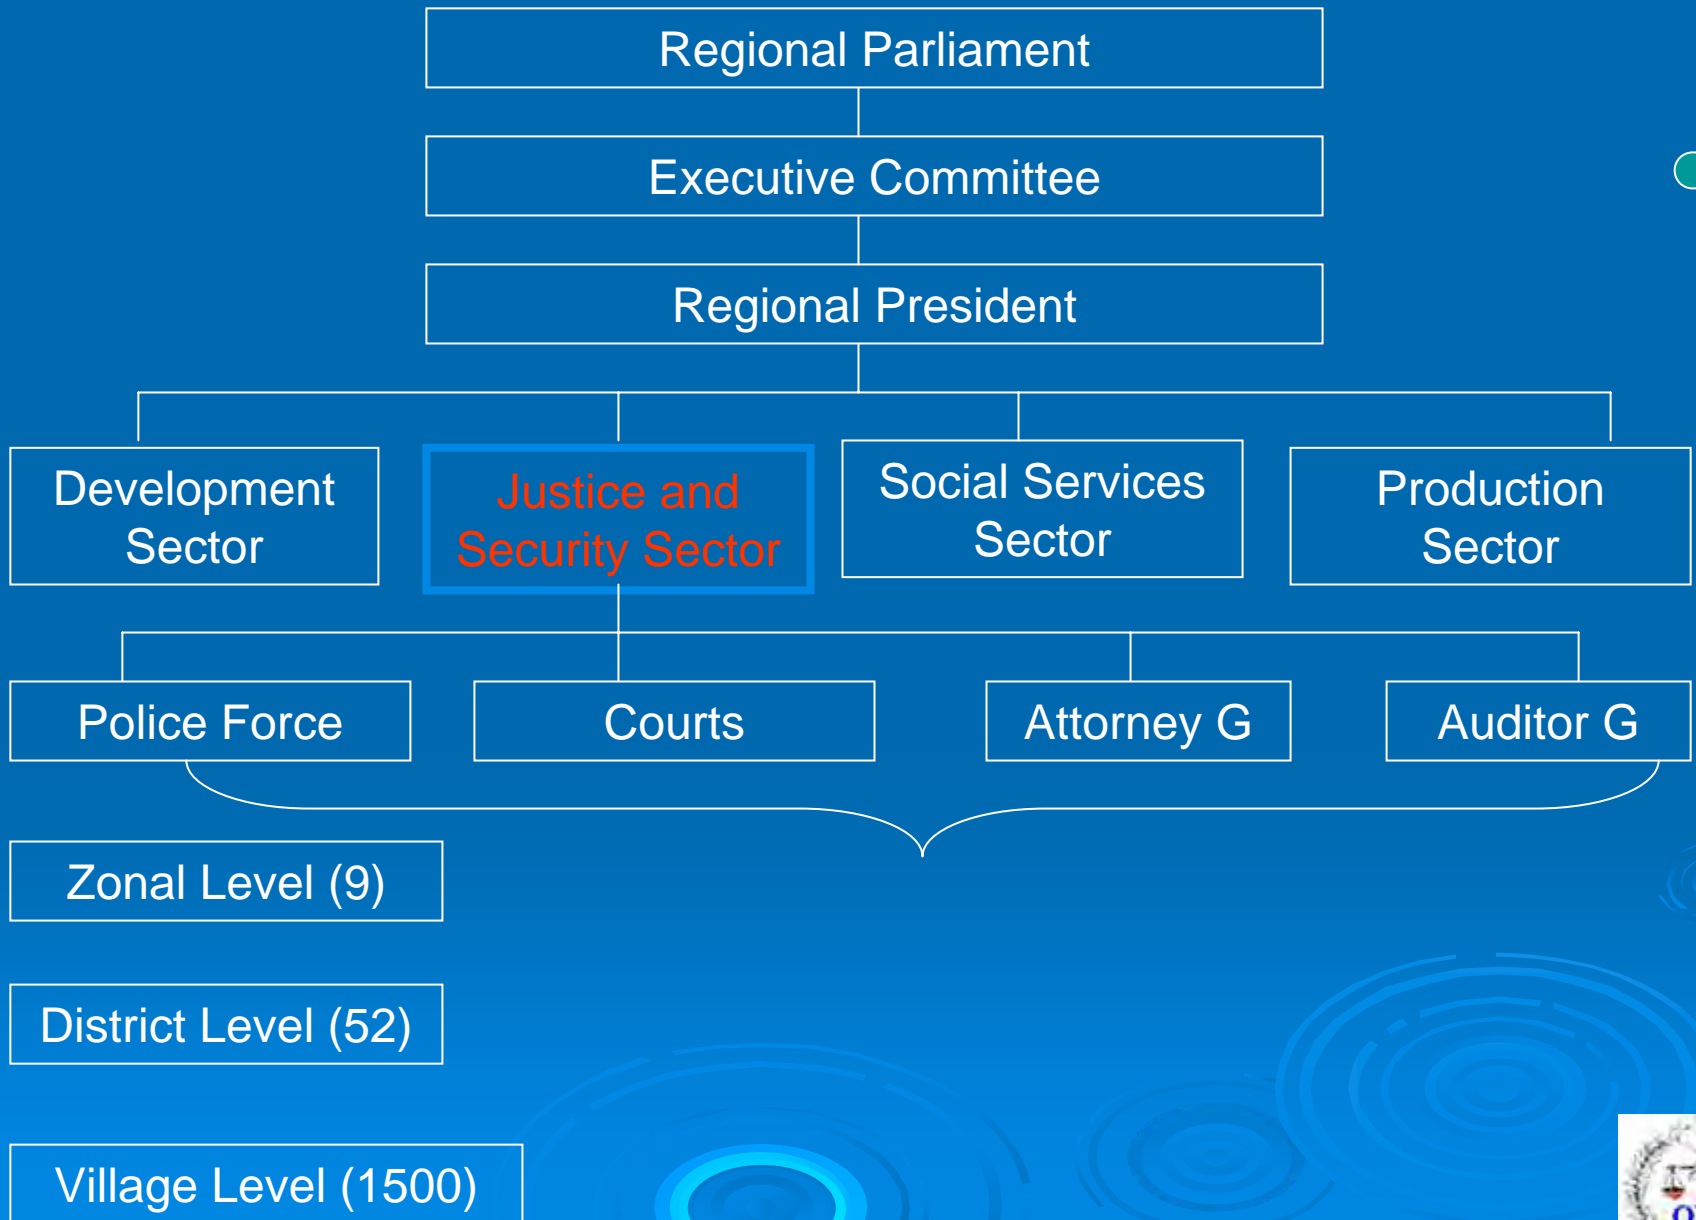 Regional Parliament
Executive Committee
Regional President
Development
Sector
Justice and
Security Sector
Social Services
Sector
Production
Sector
Police Force
Courts
Attorney G
Auditor G
Zonal Level (9)
District Level (52)
Village Level (1500)